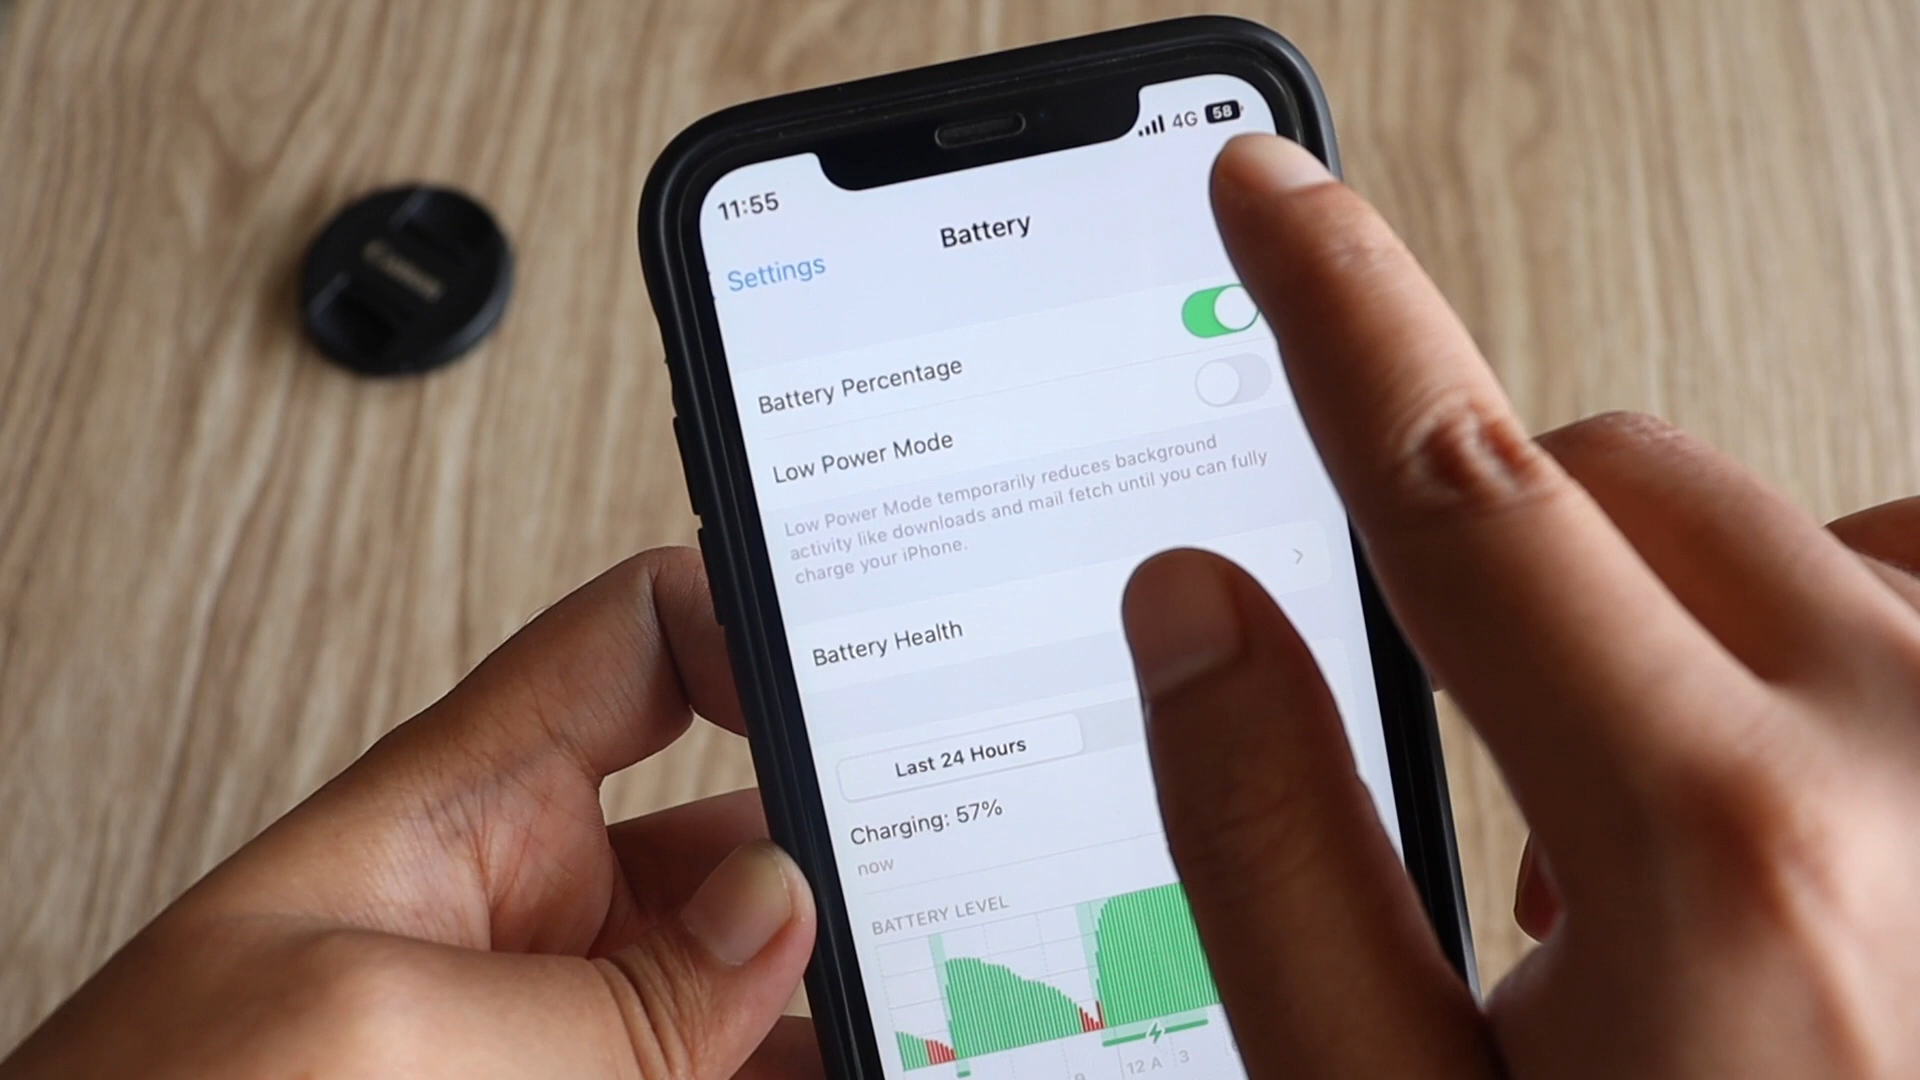 11:55
4G 58
Battery
Settings
Battery Percentage
Low Power Mode
Low Power Mode temporarily reduces background
activity like downloads and mail fetch until you can fully
charge your iPhone.
Battery Health
Last 24 Hours
Charging: 57%
now
BATTERY LEVEL
9 12 A 3
Canon